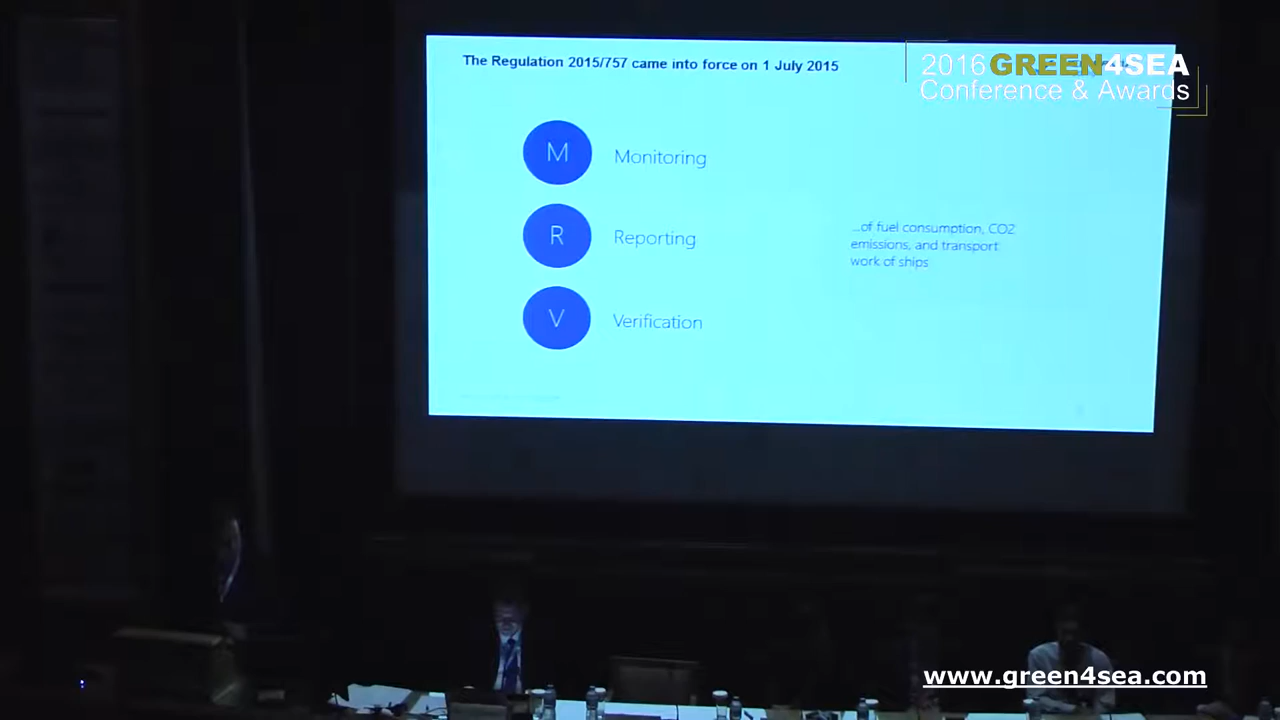 The Regulation 2015/757 came into force on 1 July 2015
2016 GREEN4SEA
Conference & Awards
M Monitoring
R Reporting
V Verification
...of fuel consumption, CO2
emissions, and transport
work of ships
www.green4sea.com